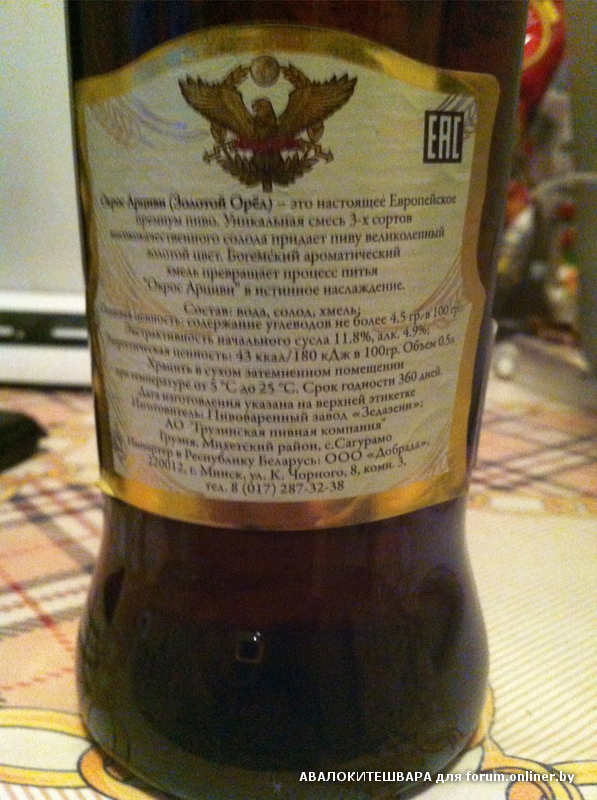 ЕАС
Окрос Арциви (Золотой Орёл) – это настоящее Европейское
премиум пиво. Уникальная смесь 3-х сортов
высококачественного солода придает пиву великолепный
золотой цвет. Богемский ароматический
хмель превращает процесс питья
"Окрос Арциви" в истинное наслаждение.
Состав: вода, солод, хмель;
Пищевая ценность: содержание углеводов не более 4,5 гр. в 100 гр.
Экстрактивность начального сусла 11,8%, алк. 4.9%;
Энергетическая ценность: 43 ккал/180 кДж в 100гр. Объем 0.5л
Хранить в сухом затемненном помещении
при температуре от 5 °C до 25 °C. Срок годности 360 дней.
Дата изготовления указана на верхней этикетке
Изготовитель: Пивоваренный завод «Зедазени»;
АО "Грузинская пивная компания"
Грузия, Мцхетский район, с.Сагурамо
Импортер в Республику Беларусь: ООО «Добрада»,
220012, г. Минск, ул. К. Чорного, 8, комн. 3,
тел. 8 (017) 287-32-38
АВАЛОКИТЕШВАРА для forum.onliner.by